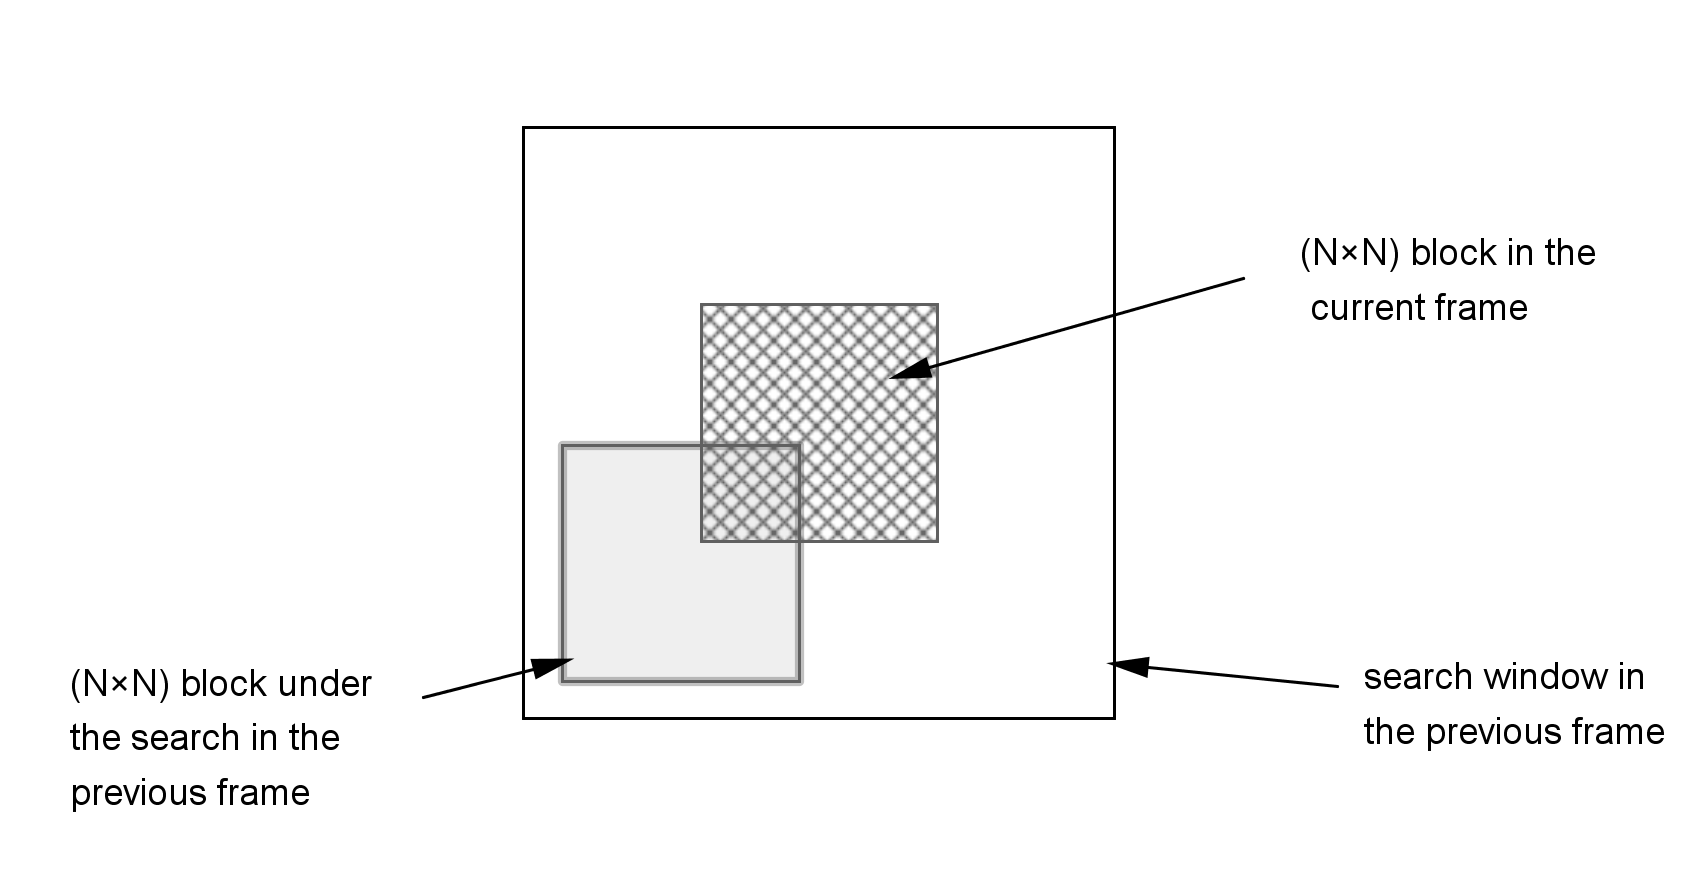 (N×N) block in the
current frame
(N×N) block under
the search in the
previous frame
search window in
the previous frame